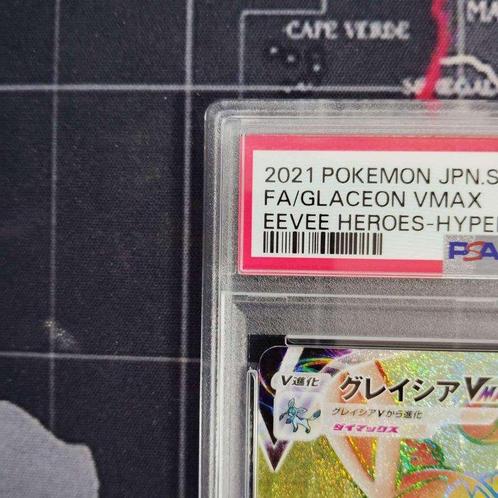 CAPE VERDE
MA
SENEGAL
2021 POKEMON JPN.S
FA/GLACEON VMAX
EEVEE HEROES-HYPE
PSA
V進化
グレイシアVMA
グレイシアVから進化
ダイマックス